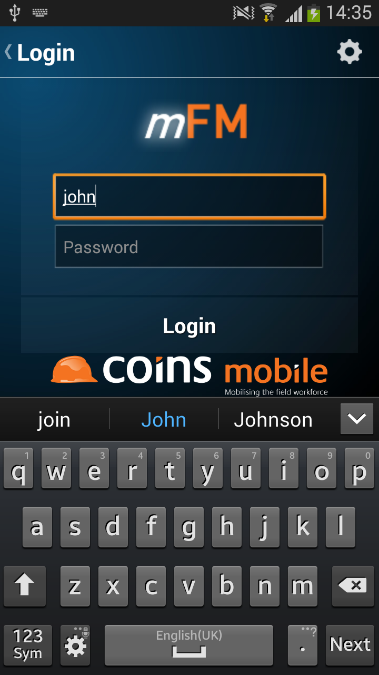 14:35
Login
mFM
john
Password
Login
coins mobile
Mobilising the field workforce
join John Johnson
1 2 3 4 5 6 7 8 9 0
q w e r t y u i o p
a s d f g h j k l
z x c v b n m
123
Sym
English(UK)
...?
.
Next